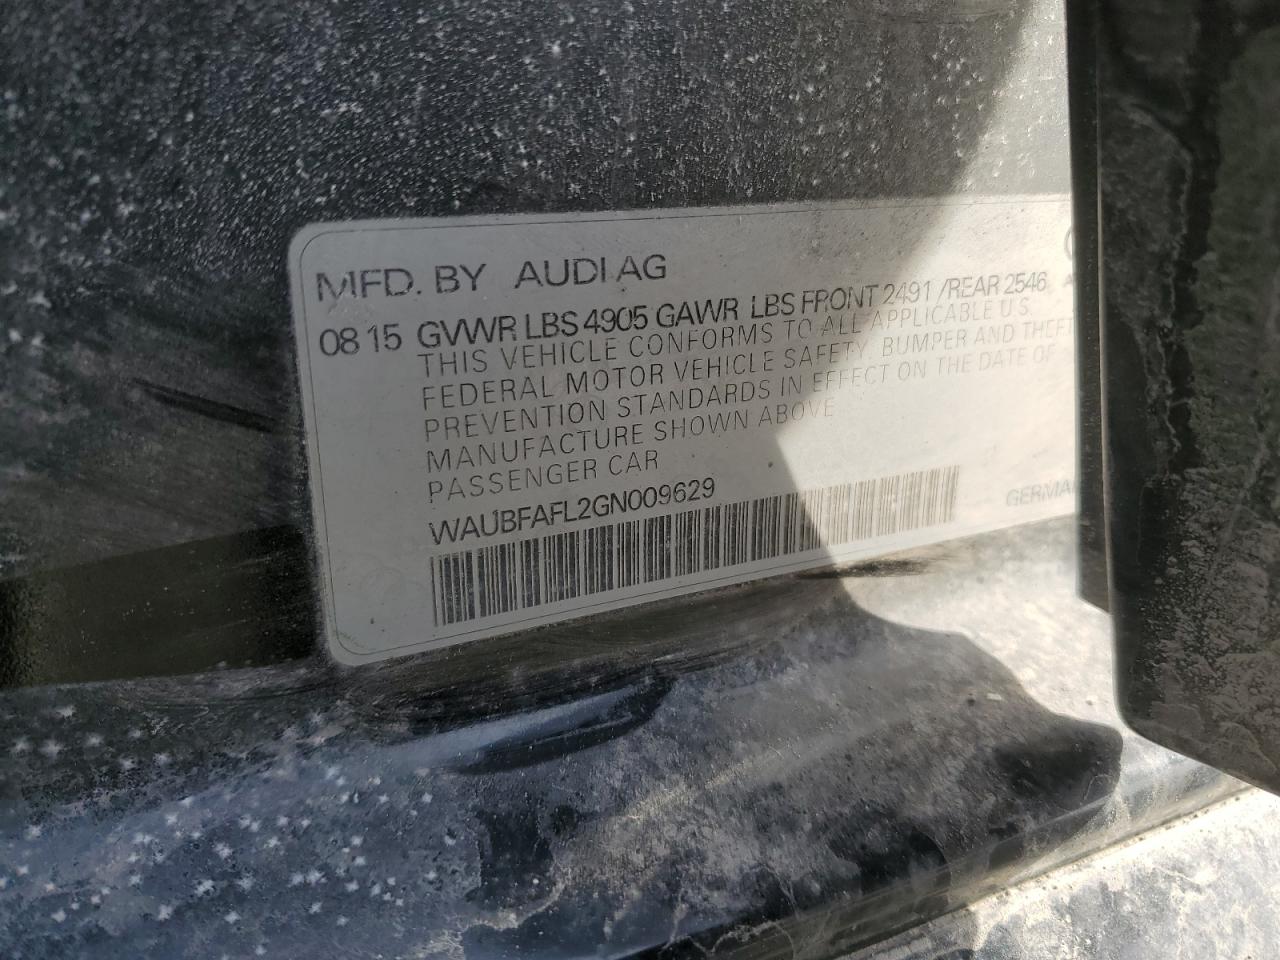 MFD. BY AUDI AG
08 15 GVWR LBS 4905 GAWR LBS FRONT 2491 /REAR 2546
THIS VEHICLE CONFORMS TO ALL APPLICABLE U.S.
FEDERAL MOTOR VEHICLE SAFETY, BUMPER AND THEFT
PREVENTION STANDARDS IN EFFECT ON THE DATE OF
MANUFACTURE SHOWN ABOVE
PASSENGER CAR
WAUBFAFL2GN009629
GERMA